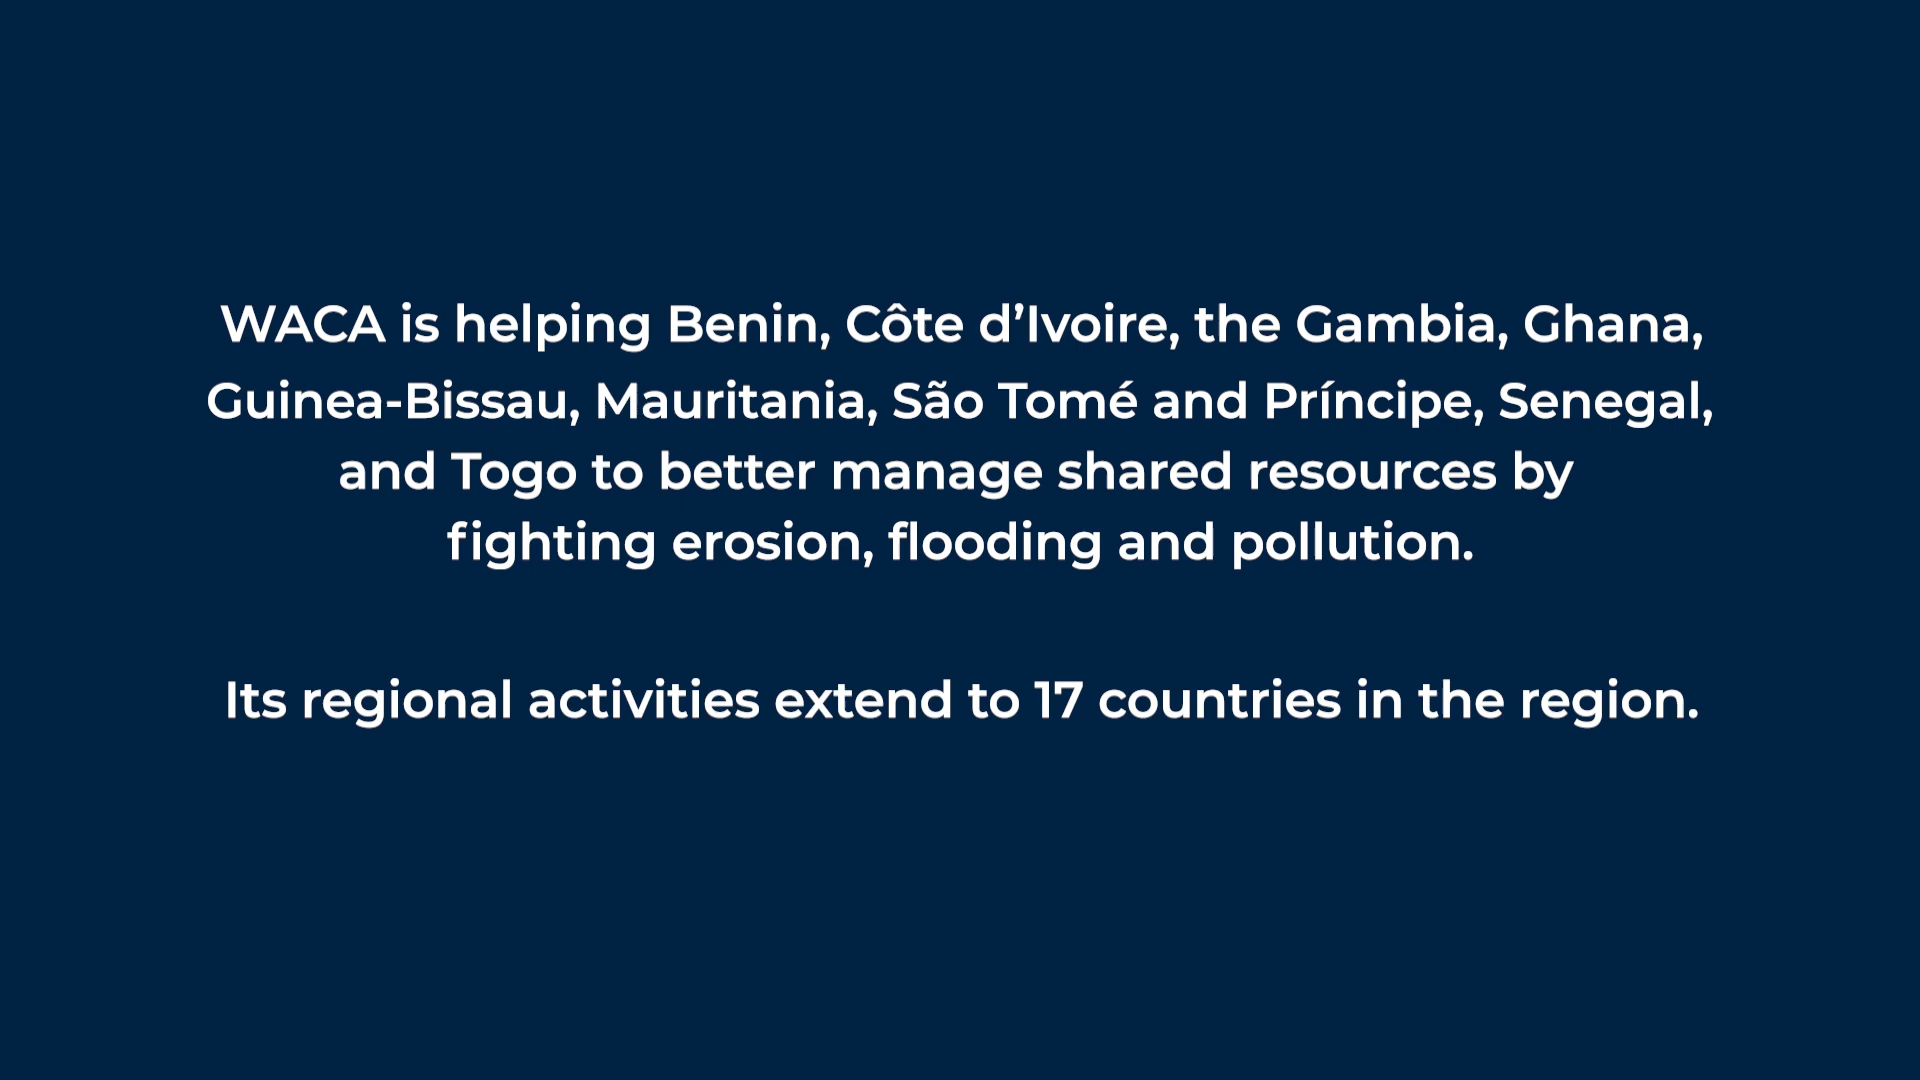 WACA is helping Benin, Côte d’Ivoire, the Gambia, Ghana,
Guinea-Bissau, Mauritania, São Tomé and Príncipe, Senegal,
and Togo to better manage shared resources by
fighting erosion, flooding and pollution.
Its regional activities extend to 17 countries in the region.